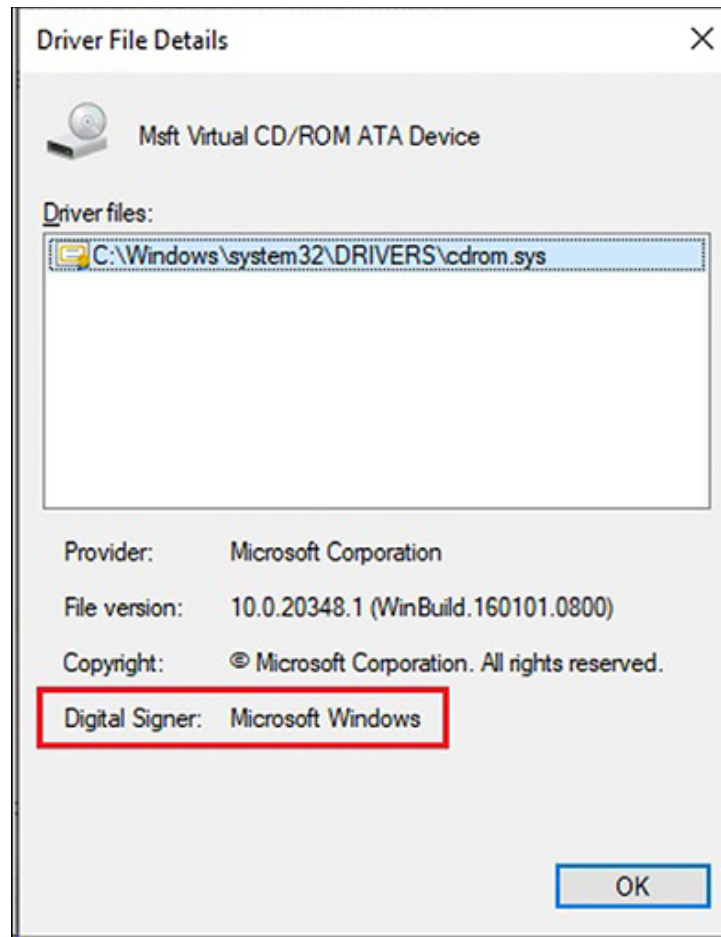 Driver File Details
Msft Virtual CD/ROM ATA Device
Driver files:
C:\Windows\system32\DRIVERS\cdrom.sys
Provider: Microsoft Corporation
File version: 10.0.20348.1 (WinBuild.160101.0800)
Copyright: © Microsoft Corporation. All rights reserved.
Digital Signer: Microsoft Windows
OK